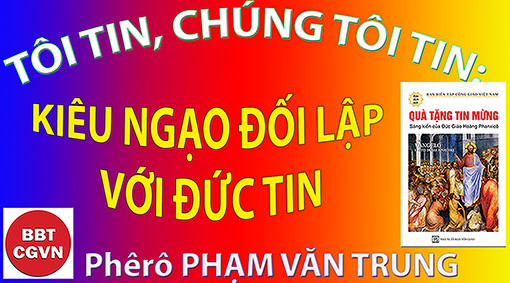 TÔI TIN, CHÚNG TÔI TIN:
KIÊU NGẠO ĐỐI LẬP
VỚI ĐỨC TIN
BAN BIÊN TẬP CÔNG GIÁO VIỆT NAM
QUÀ TẶNG TIN MỪNG
Sáng kiến của Đức Giáo Hoàng Phanxicô
BBT
CGVN
Phêrô PHẠM VĂN TRUNG